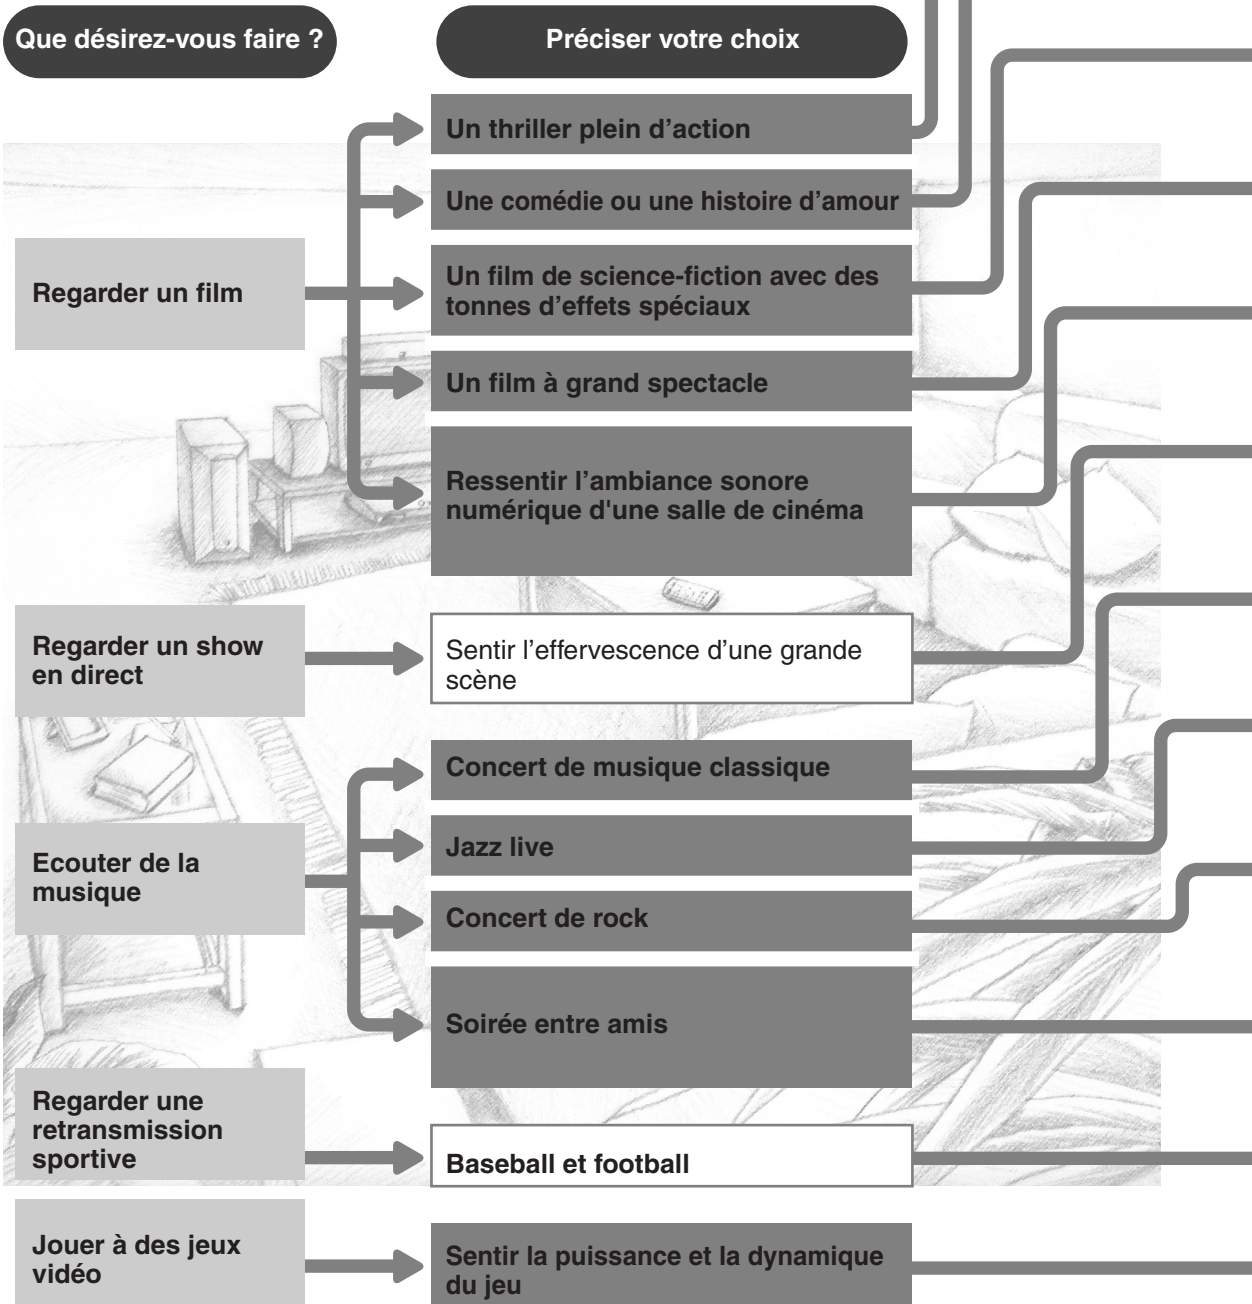 Que désirez-vous faire ?
Préciser votre choix
Regarder un film
Un thriller plein d’action
Une comédie ou une histoire d’amour
Un film de science-fiction avec des
tonnes d’effets spéciaux
Un film à grand spectacle
Ressentir l’ambiance sonore
numérique d'une salle de cinéma
Regarder un show
en direct
Sentir l’effervescence d’une grande
scène
Ecouter de la
musique
Concert de musique classique
Jazz live
Concert de rock
Soirée entre amis
Regarder une
retransmission
sportive
Baseball et football
Jouer à des jeux
vidéo
Sentir la puissance et la dynamique
du jeu